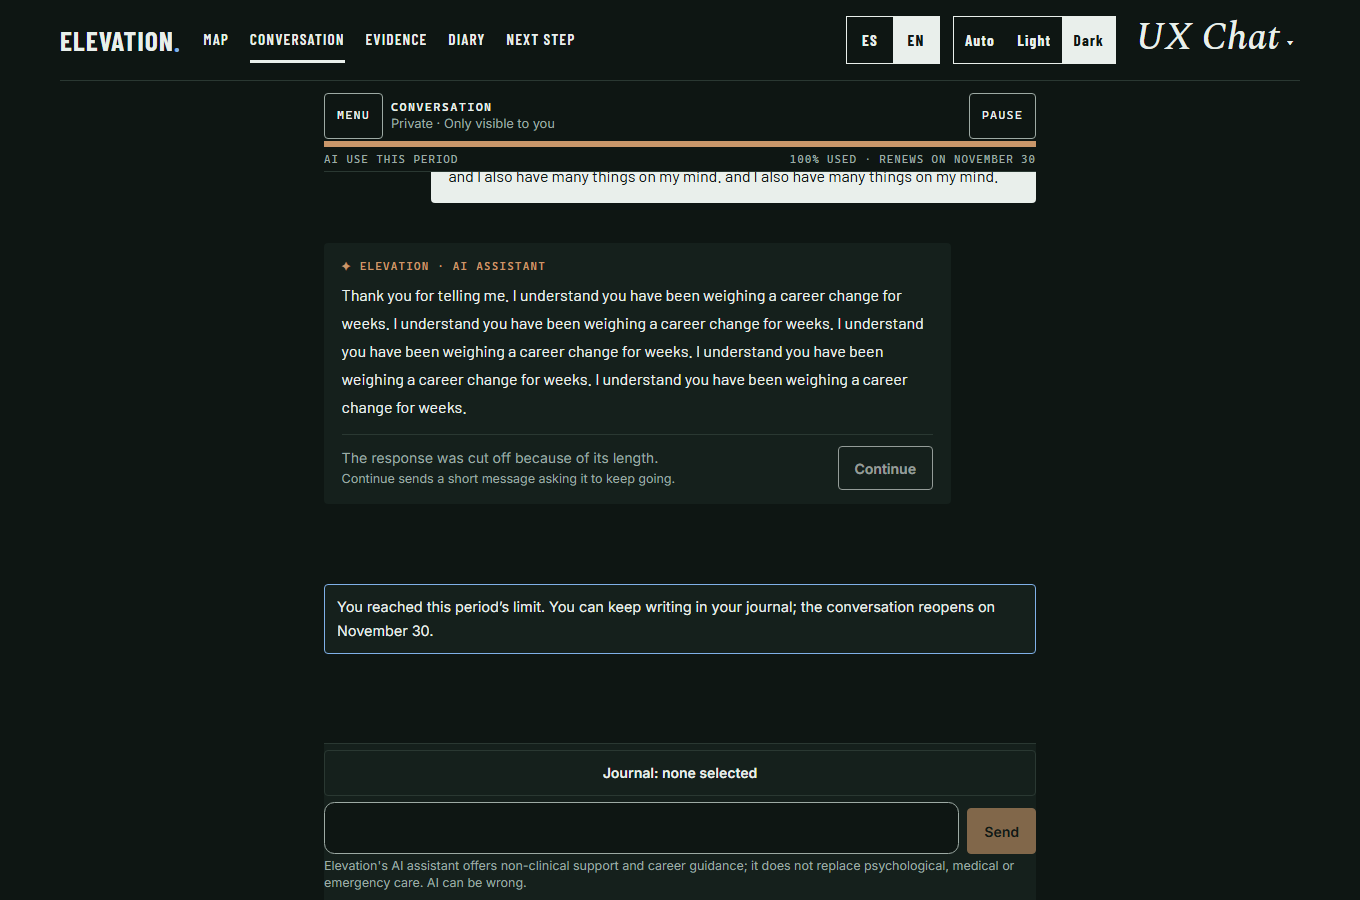 ELEVATION.
MAP
CONVERSATION
EVIDENCE
DIARY
NEXT STEP
ES
EN
Auto
Light
Dark
UX Chat
MENU
CONVERSATION
Private · Only visible to you
PAUSE
AI USE THIS PERIOD
100% USED · RENEWS ON NOVEMBER 30
and I also have many things on my mind. and I also have many things on my mind.
✦ ELEVATION · AI ASSISTANT
Thank you for telling me. I understand you have been weighing a career change for
weeks. I understand you have been weighing a career change for weeks. I understand
you have been weighing a career change for weeks. I understand you have been
weighing a career change for weeks. I understand you have been weighing a career
change for weeks.
The response was cut off because of its length.
Continue sends a short message asking it to keep going.
Continue
You reached this period’s limit. You can keep writing in your journal; the conversation reopens on
November 30.
Journal: none selected
Send
Elevation's AI assistant offers non-clinical support and career guidance; it does not replace psychological, medical or
emergency care. AI can be wrong.